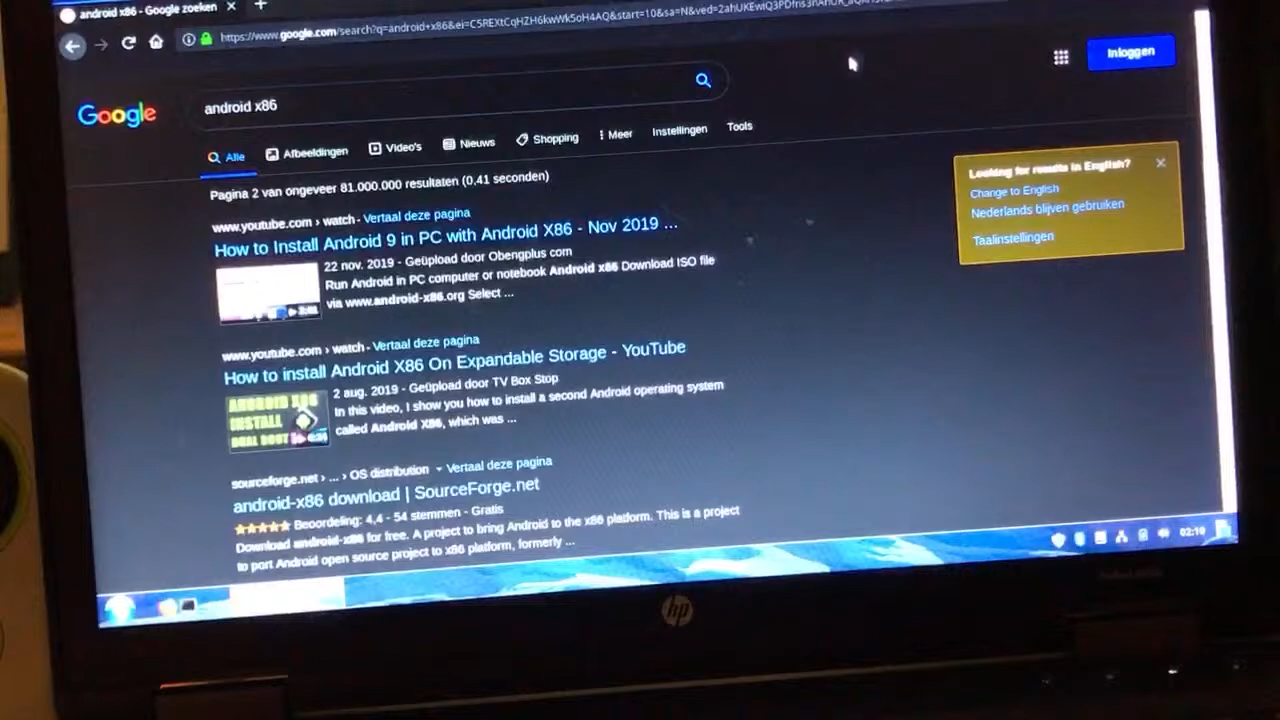 android x86 - Google zoeken
Google
android x86
Inloggen
Alle Afbeeldingen Video's Nieuws Shopping Meer Instellingen Tools
Pagina 2 van ongeveer 81.000.000 resultaten (0,41 seconden)
Looking for results in English?
Change to English
Nederlands blijven gebruiken
Taalinstellingen
www.youtube.com › watch - Vertaal deze pagina
How to Install Android 9 in PC with Android X86 - Nov 2019 ...
22 nov. 2019 - Geüpload door Obengplus com
Run Android in PC computer or notebook Android x86 Download ISO file
via www.android-x86.org Select ...
www.youtube.com › watch - Vertaal deze pagina
How to install Android X86 On Expandable Storage - YouTube
2 aug. 2019 - Geüpload door TV Box Stop
In this video, I show you how to install a second Android operating system
called Android X86, which was ...
ANDROID X86
INSTALL
DUAL BOOT
sourceforge.net › ... › OS distribution - Vertaal deze pagina
android-x86 download | SourceForge.net
Beoordeling: 4,4 - 54 stemmen - Gratis
Download android-x86 for free. A project to bring Android to the x86 platform. This is a project
to port Android open source project to x86 platform, formerly ...
02:19
hp